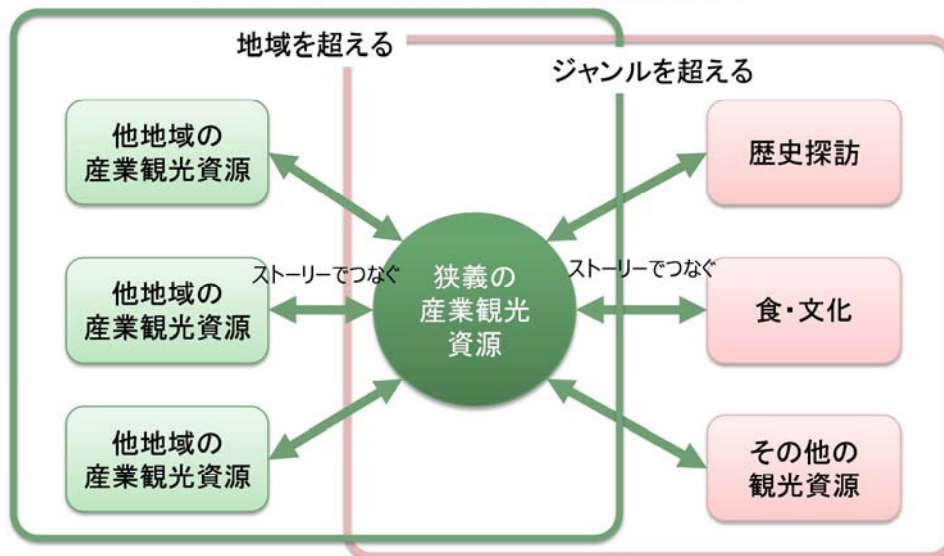 地域を超える
ジャンルを超える
他地域の
産業観光資源
歴史探訪
ストーリーでつなぐ
ストーリーでつなぐ
他地域の
産業観光資源
狭義の
産業観光
資源
食・文化
他地域の
産業観光資源
その他の
観光資源